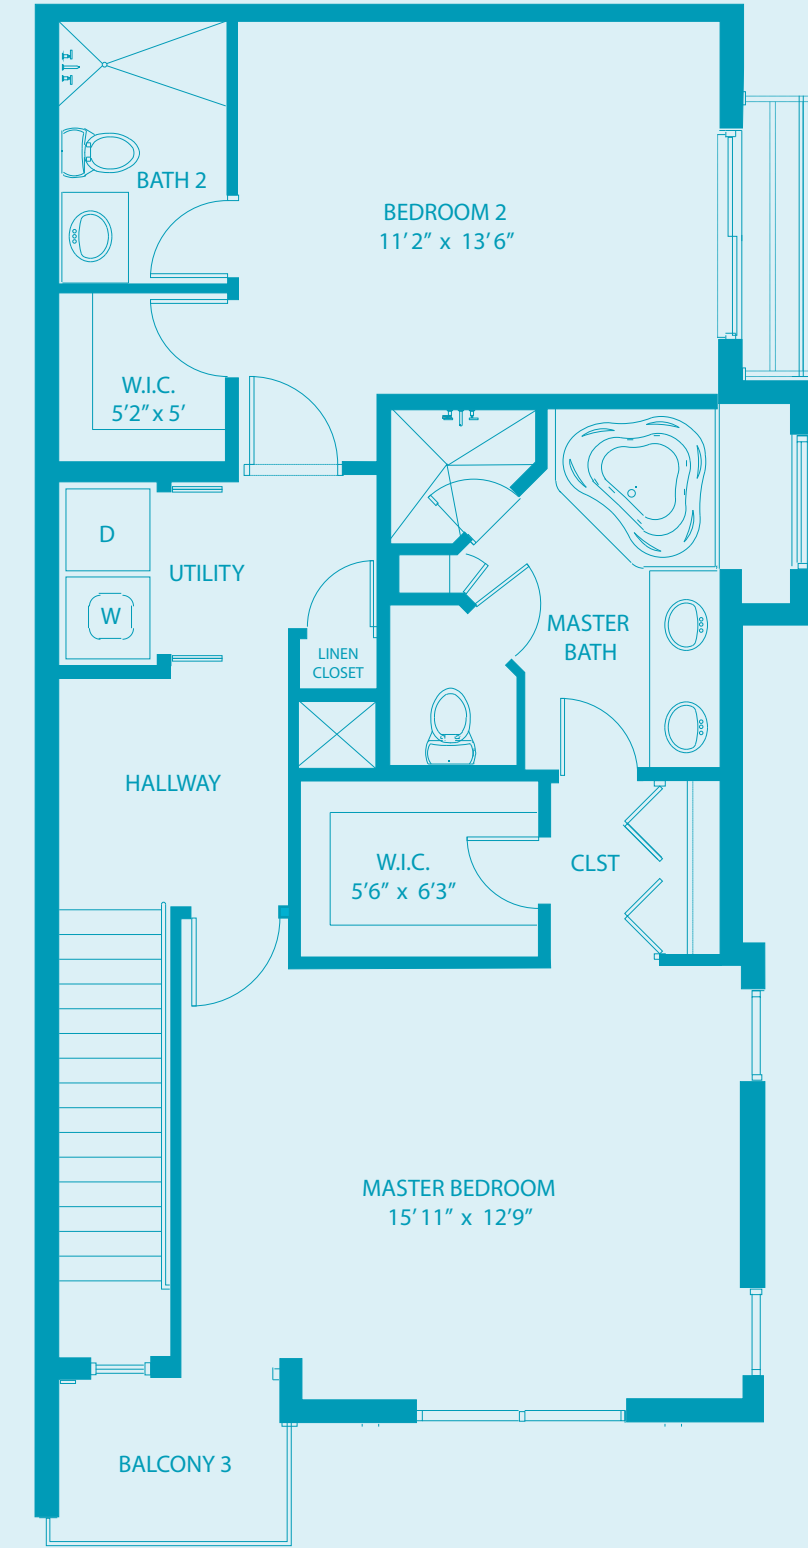 BATH 2
BEDROOM 2
11’2” x 13’6”
W.I.C.
5’2” x 5’
D
UTILITY
W
LINEN
CLOSET
MASTER
BATH
HALLWAY
W.I.C.
5’6” x 6’3”
CLST
MASTER BEDROOM
15’11” x 12’9”
BALCONY 3